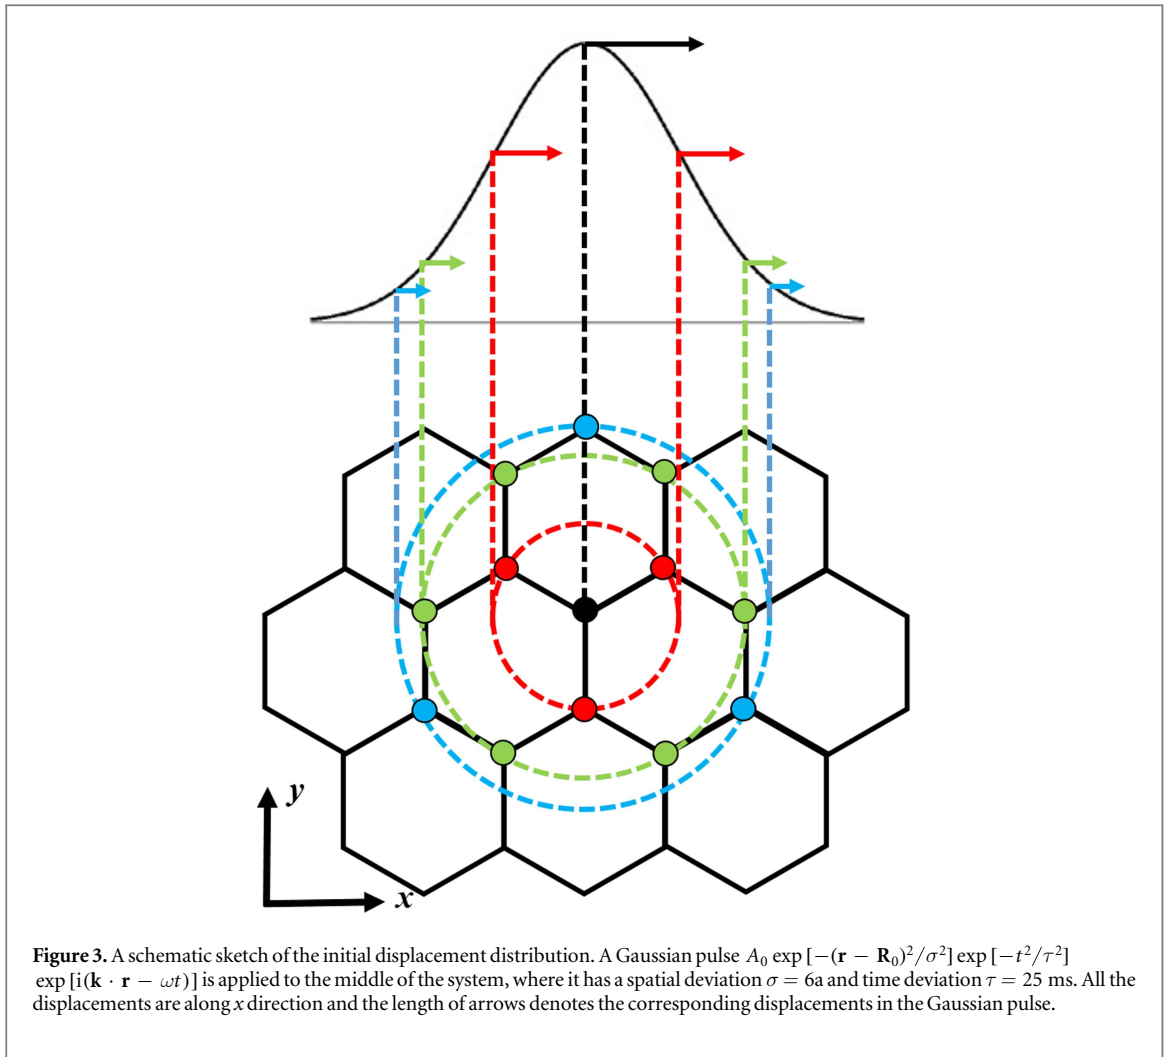 y
x
Figure 3. A schematic sketch of the initial displacement distribution. A Gaussian pulse A₀ exp [−(r − R₀)²/σ²] exp [−t²/τ²]
exp [i(k · r − ωt)] is applied to the middle of the system, where it has a spatial deviation σ = 6a and time deviation τ = 25 ms. All the
displacements are along x direction and the length of arrows denotes the corresponding displacements in the Gaussian pulse.